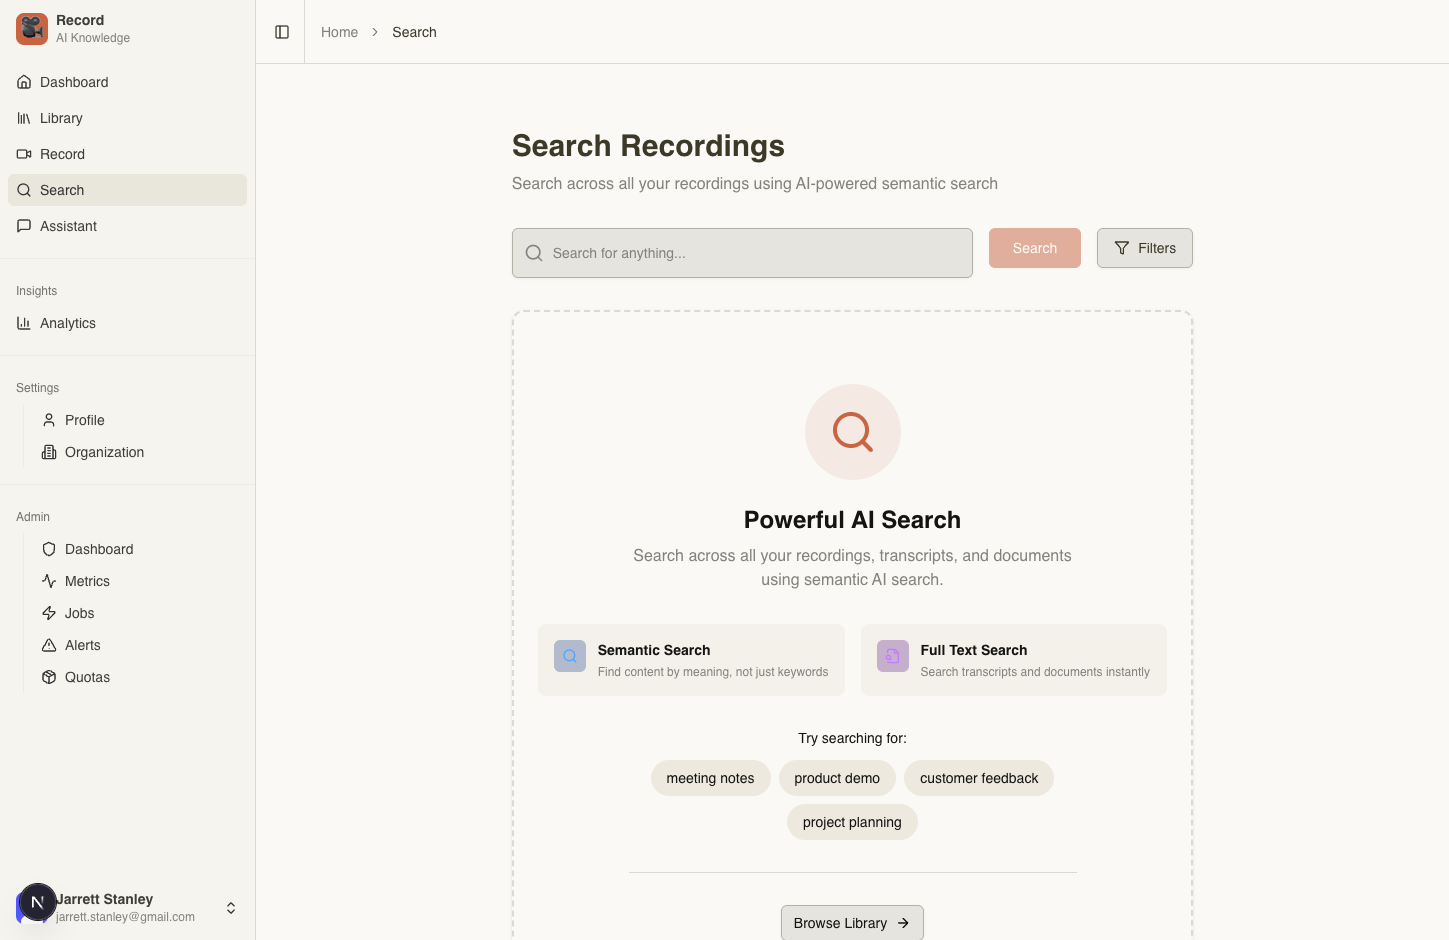 Record
AI Knowledge
Dashboard
Library
Record
Search
Assistant
Insights
Analytics
Settings
Profile
Organization
Admin
Dashboard
Metrics
Jobs
Alerts
Quotas
N
Jarrett Stanley
jarrett.stanley@gmail.com
Home > Search
Search Recordings
Search across all your recordings using AI-powered semantic search
Search for anything...
Search
Filters
Powerful AI Search
Search across all your recordings, transcripts, and documents
using semantic AI search.
Semantic Search
Find content by meaning, not just keywords
Full Text Search
Search transcripts and documents instantly
Try searching for:
meeting notes
product demo
customer feedback
project planning
Browse Library →